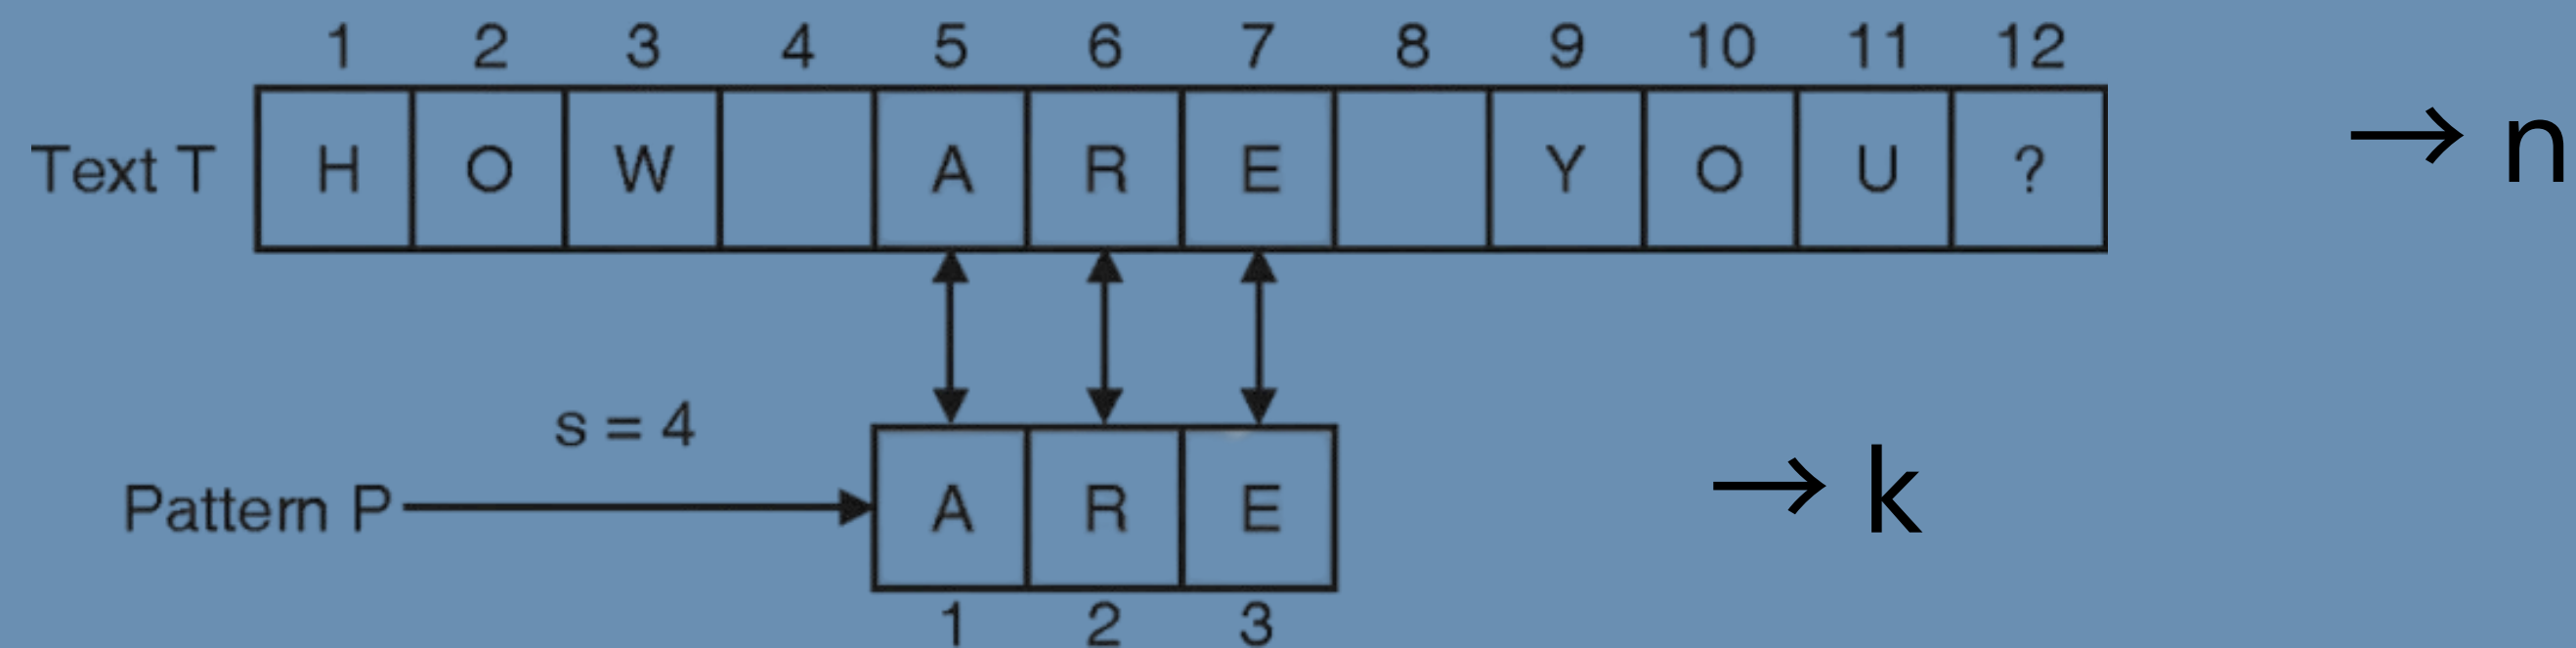 1 2 3 4 5 6 7 8 9 10 11 12
Text T H O W A R E Y O U ? → n
s = 4
Pattern P A R E → k
1 2 3